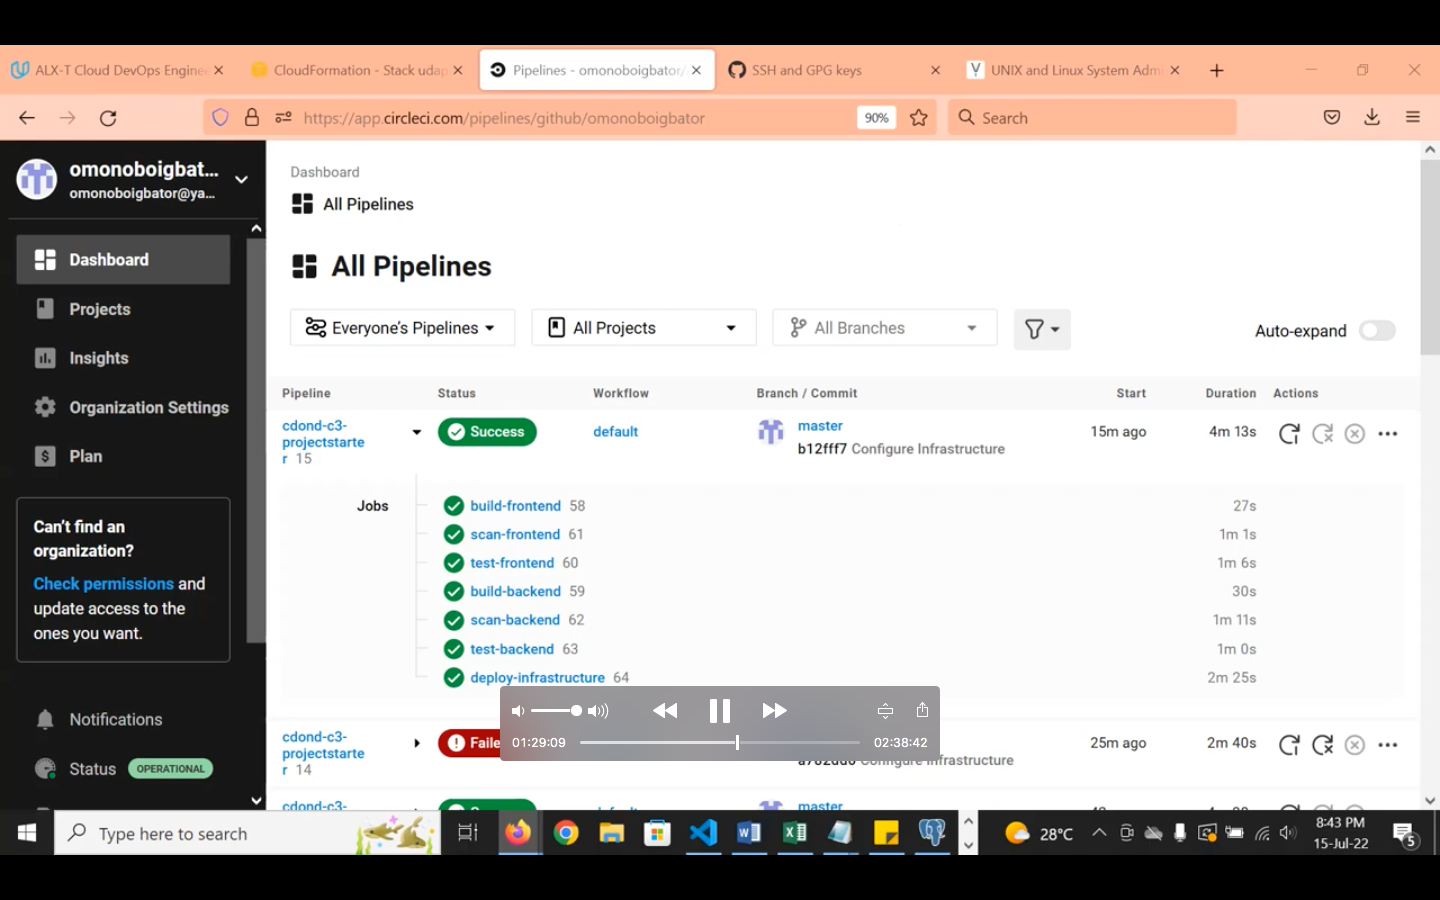 ALX-T Cloud DevOps Enginee
CloudFormation - Stack udap
Pipelines - omonoboigbator/
SSH and GPG keys
UNIX and Linux System Adm
https://app.circleci.com/pipelines/github/omonoboigbator
90%
Search
omonoboigbat...
omonoboigbator@ya...
Dashboard
Projects
Insights
Organization Settings
Plan
Can't find an
organization?
Check permissions and
update access to the
ones you want.
Notifications
Status OPERATIONAL
Dashboard
All Pipelines
All Pipelines
Everyone's Pipelines
All Projects
All Branches
Auto-expand
Pipeline Status Workflow Branch / Commit Start Duration Actions
cdond-c3-
projectstarte
r 15
Success
default
master
b12fff7 Configure Infrastructure
15m ago
4m 13s
Jobs
build-frontend 58 27s
scan-frontend 61 1m 1s
test-frontend 60 1m 6s
build-backend 59 30s
scan-backend 62 1m 11s
test-backend 63 1m 0s
deploy-infrastructure 64 2m 25s
01:29:09
02:38:42
cdond-c3-
projectstarte
r 14
Faile
Configure Infrastructure
25m ago
2m 40s
cdond-c3-
master
Type here to search
28°C
8:43 PM
15-Jul-22
5